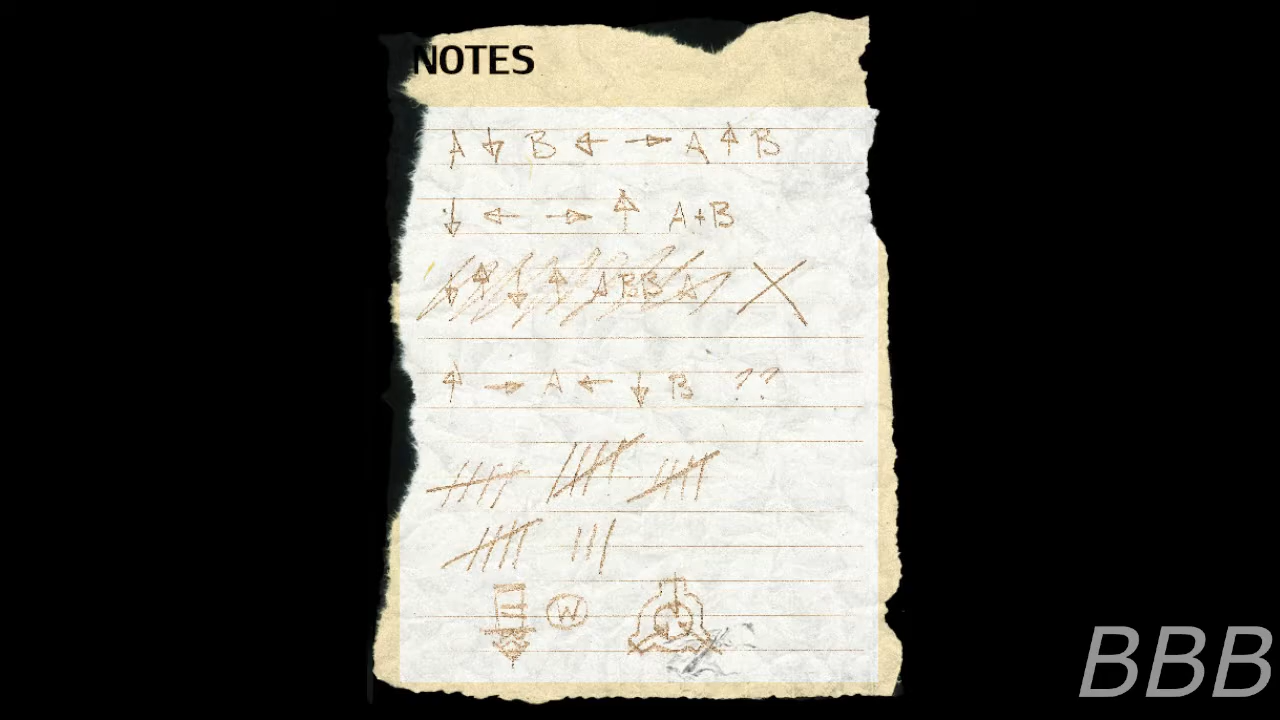 NOTES
A ↓ B ← → A ↑ B
↓ ← → ↑ A+B
↓ ↑ ↓ ↑ A B B A
↑ → A ← ↓ B ??
W
BBB